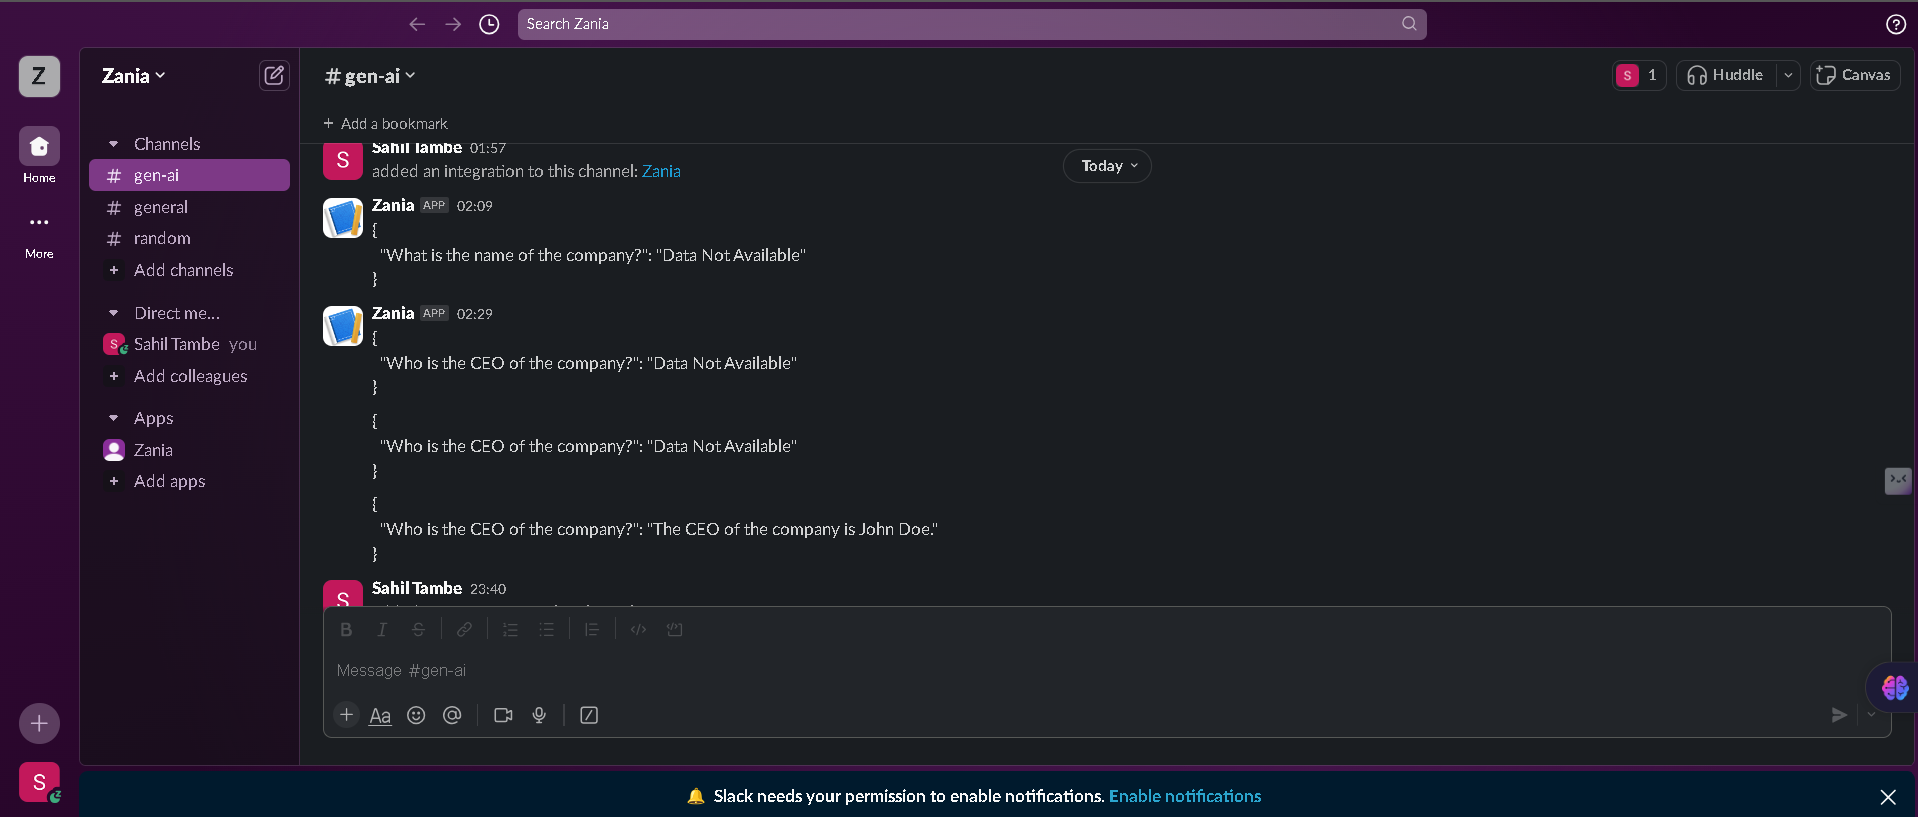 Search Zania
Z
Zania
# gen-ai
S 1
Huddle
Canvas
+ Add a bookmark
Home
More
Channels
# gen-ai
# general
# random
+ Add channels
Direct me...
S Sahil Tambe you
+ Add colleagues
Apps
Zania
+ Add apps
S
S
Sahil Tambe 01:57
added an integration to this channel: Zania
Today
Zania APP 02:09
{
"What is the name of the company?": "Data Not Available"
}
Zania APP 02:29
{
"Who is the CEO of the company?": "Data Not Available"
}
{
"Who is the CEO of the company?": "Data Not Available"
}
{
"Who is the CEO of the company?": "The CEO of the company is John Doe."
}
S
Sahil Tambe 23:40
B I S
Message #gen-ai
+ Aa @
Slack needs your permission to enable notifications. Enable notifications